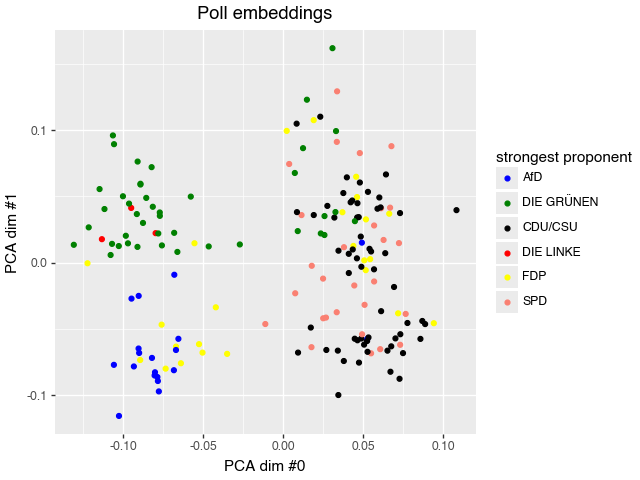 Poll embeddings
PCA dim #1
0.1
0.0
-0.1
-0.10
-0.05
0.00
0.05
0.10
PCA dim #0
strongest proponent
AfD
DIE GRÜNEN
CDU/CSU
DIE LINKE
FDP
SPD